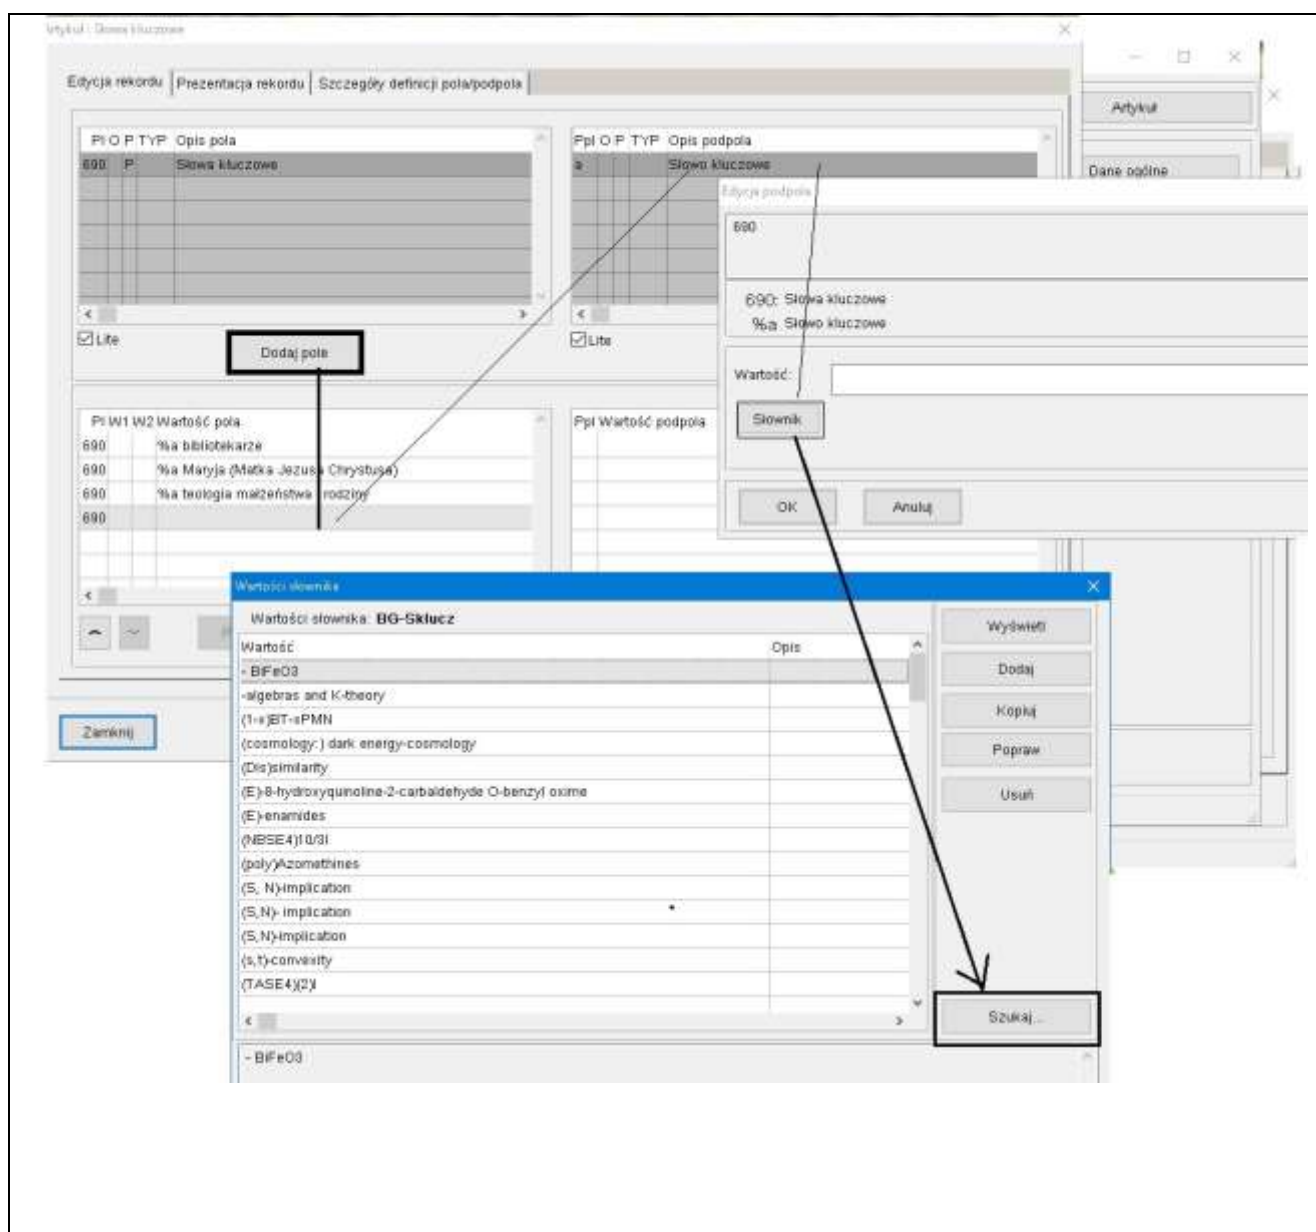 Artykuł : Słowa kluczowe
Edycja rekordu Prezentacja rekordu Szczegóły definicji pola/podpola
Artykuł
Dane ogólne
Pl O P TYP Opis pola
690 P Słowa kluczowe
Ppl O P TYP Opis podpola
a Słowo kluczowe
Lite
Dodaj pole
Lite
Edycja podpola
690
690: Słowa kluczowe
%a Słowo kluczowe
Wartość:
Słownik
OK Anuluj
Pl W1 W2 Wartość pola
690 %a bibliotekarze
690 %a Maryja (Matka Jezusa Chrystusa)
690 %a teologia małżeństwa i rodziny
690
Ppl Wartość podpola
Zamknij
Wartości słownika
Wartości słownika: BG-Sklucz
Wartość Opis
- BiFeO3
-algebras and K-theory
(1-x)BT-xPMN
(cosmology:) dark energy-cosmology
(Dis)similarity
(E)-8-hydroxyquinoline-2-carbaldehyde O-benzyl oxime
(E)-enamides
(NBSE4)10/3I
(poly)Azomethines
(S, N)-implication
(S,N)- implication
(S,N)-implication
(s,t)-convexity
(TASE4)(2)I
Wyświetl
Dodaj
Kopiuj
Popraw
Usuń
Szukaj...
- BiFeO3